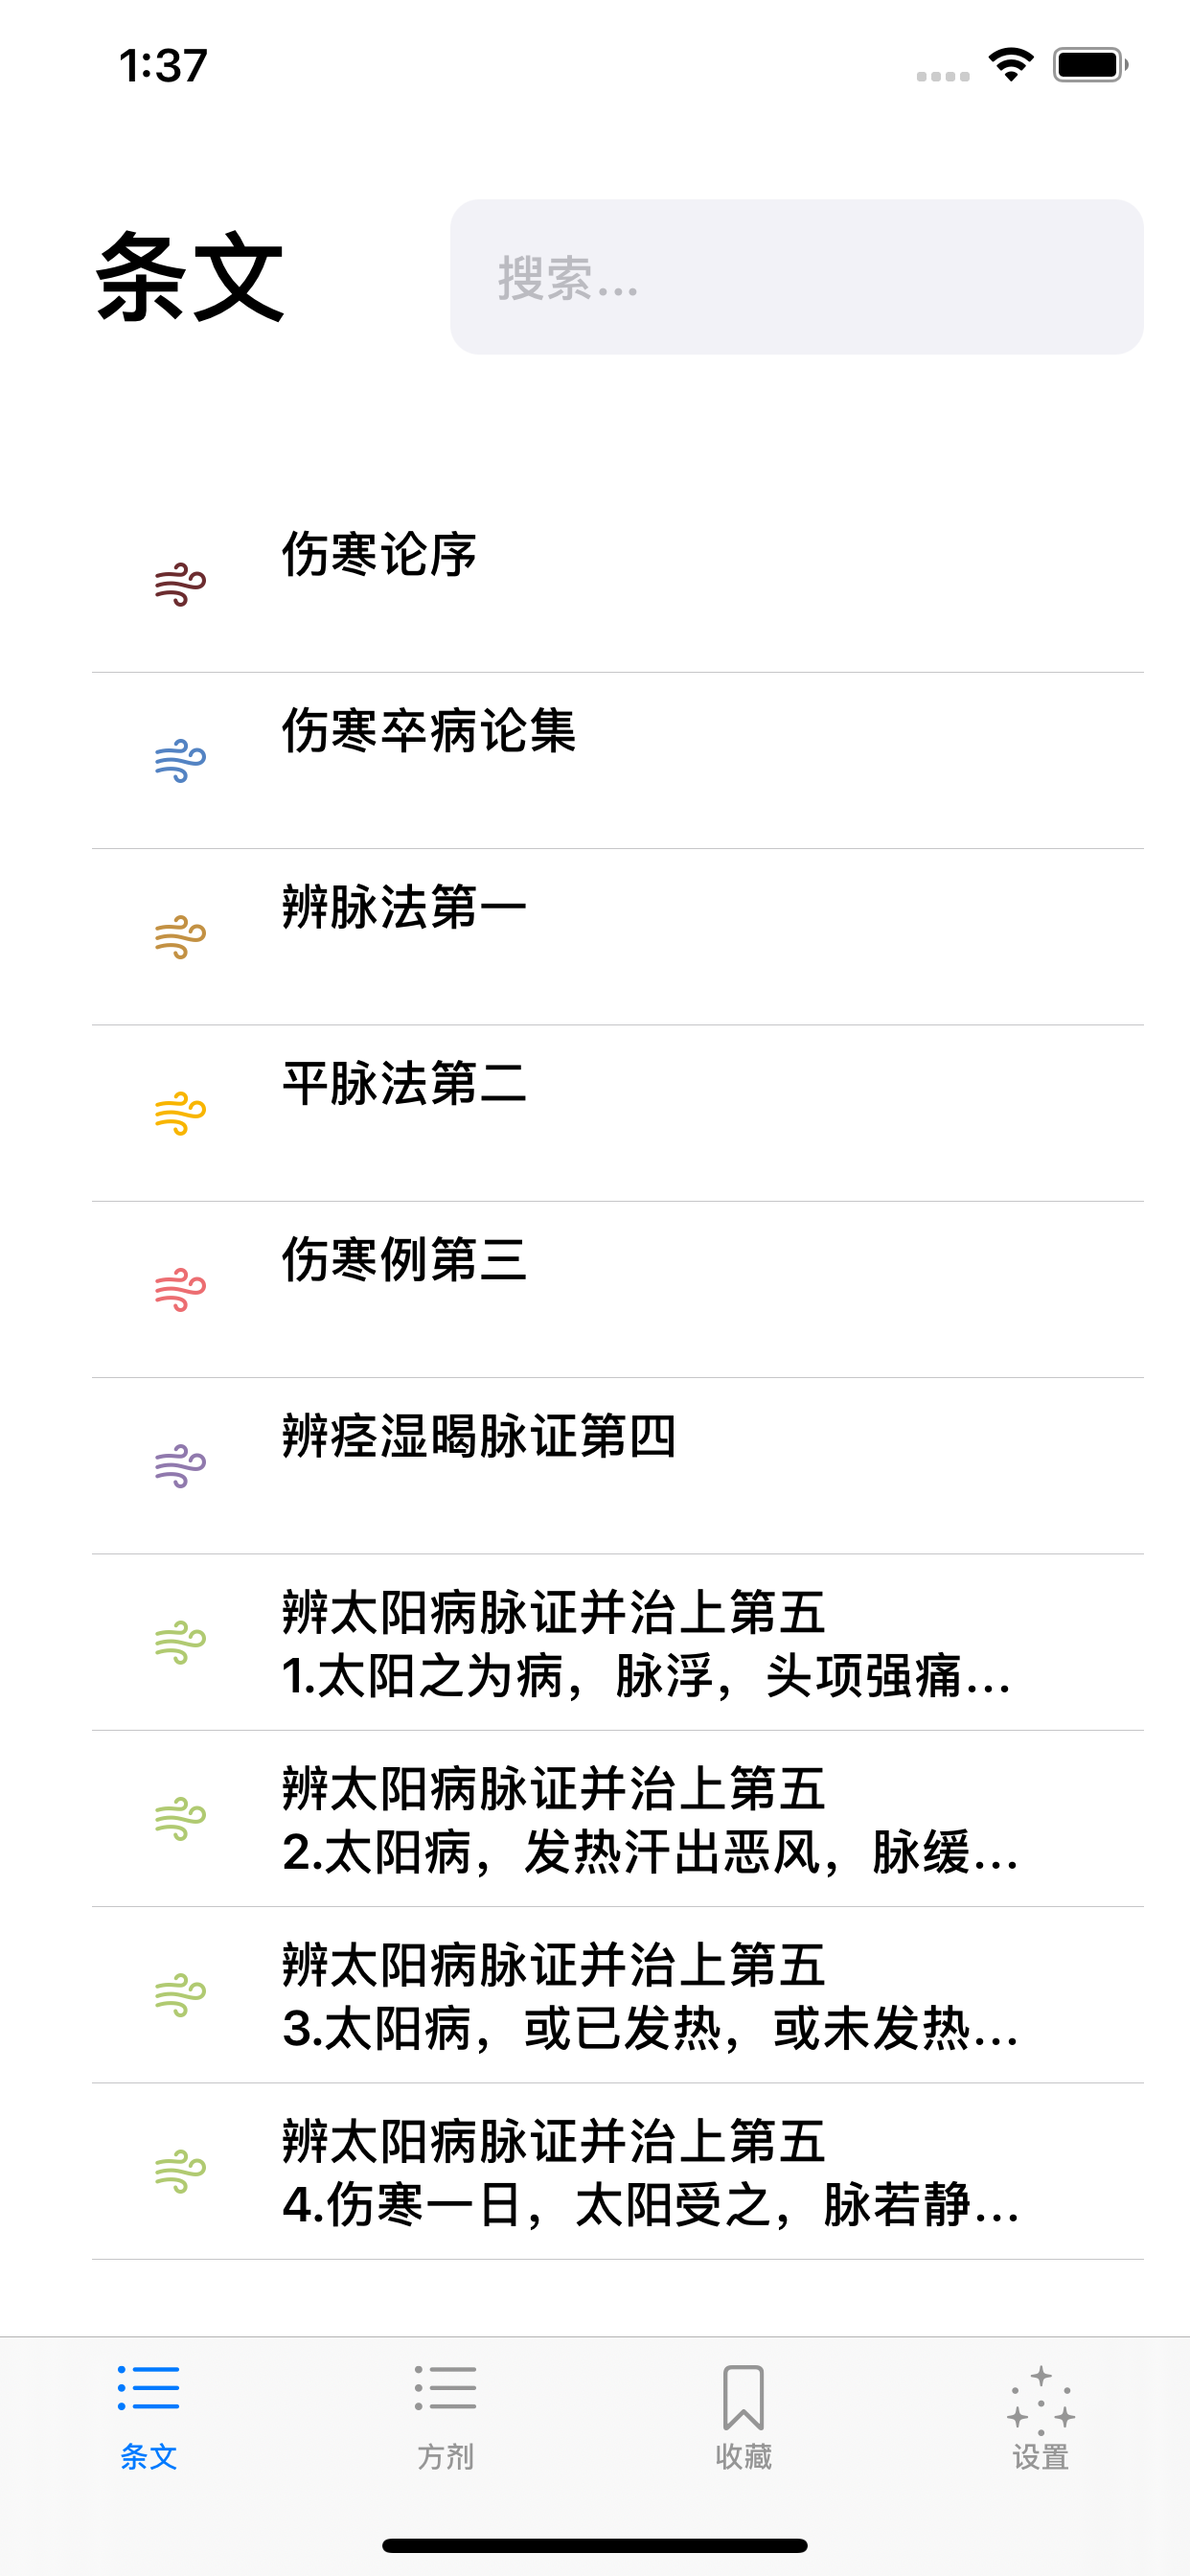 1:37
条文
搜索...
伤寒论序
伤寒卒病论集
辨脉法第一
平脉法第二
伤寒例第三
辨痉湿暍脉证第四
辨太阳病脉证并治上第五
1.太阳之为病，脉浮，头项强痛...
辨太阳病脉证并治上第五
2.太阳病，发热汗出恶风，脉缓...
辨太阳病脉证并治上第五
3.太阳病，或已发热，或未发热...
辨太阳病脉证并治上第五
4.伤寒一日，太阳受之，脉若静...
条文
方剂
收藏
设置